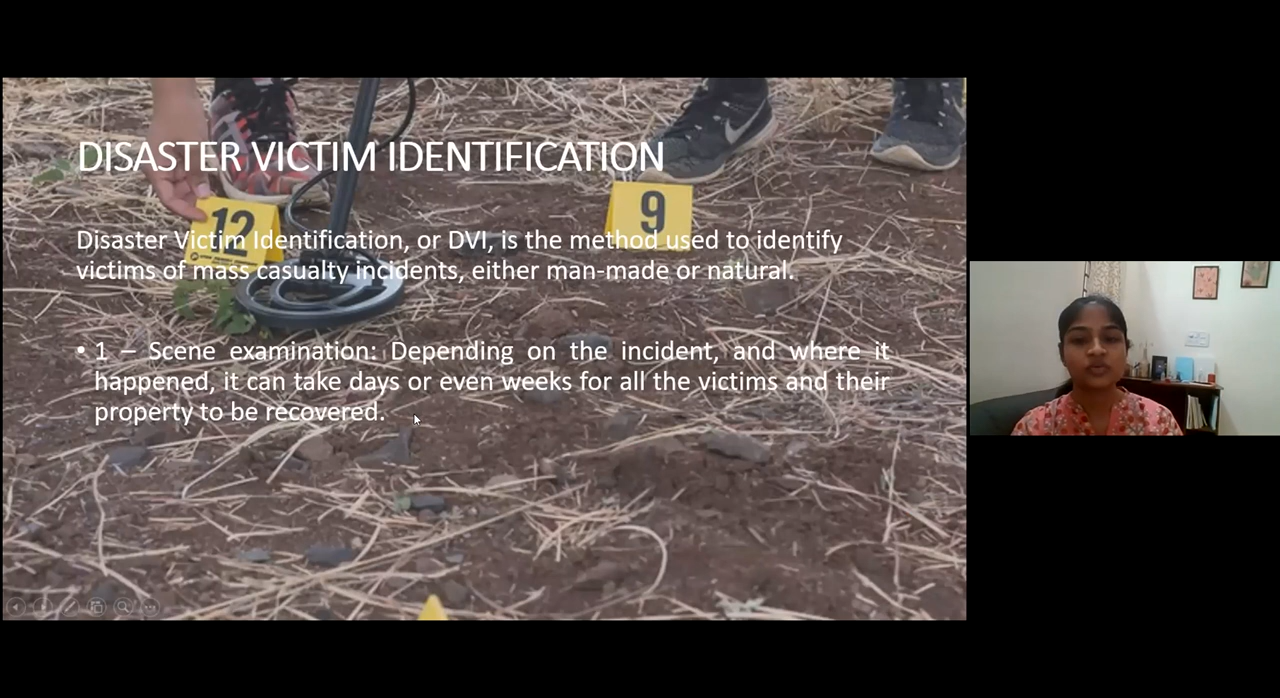 DISASTER VICTIM IDENTIFICATION
12
9
Disaster Victim Identification, or DVI, is the method used to identify
victims of mass casualty incidents, either man-made or natural.
• 1 – Scene examination: Depending on the incident, and where it
happened, it can take days or even weeks for all the victims and their
property to be recovered.